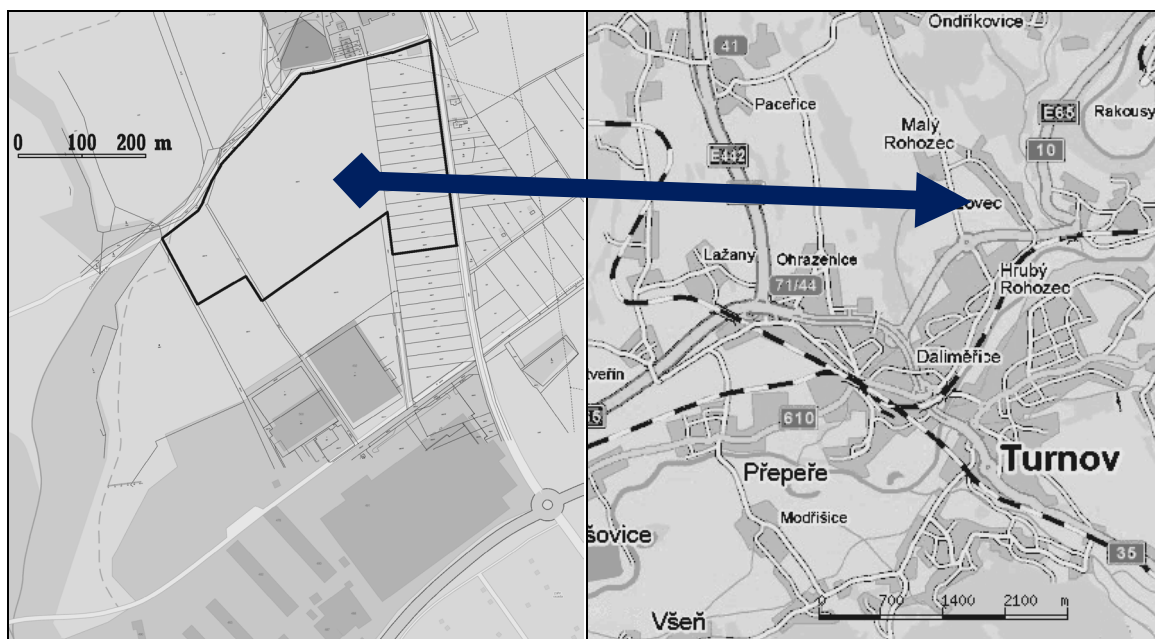 0 100 200 m
Ondříkovice
41
Paceřice
E65
Rakousy
Malý
Rohozec
10
E442
ovec
Lažany
Ohrazenice
71/44
Hrubý
Rohozec
Daliměřice
tveřín
610
Turnov
Přepeře
Modřišice
šovice
35
Všeň
0 700 1400 2100 m